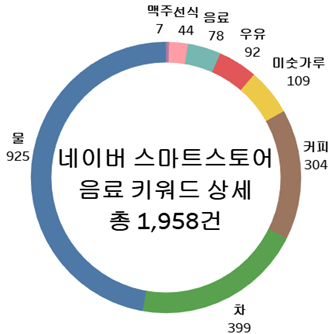 맥주 선식 음료
7 44 78
우유
92
미숫가루
109
커피
304
물
925
네이버 스마트스토어
음료 키워드 상세
총 1,958건
차
399